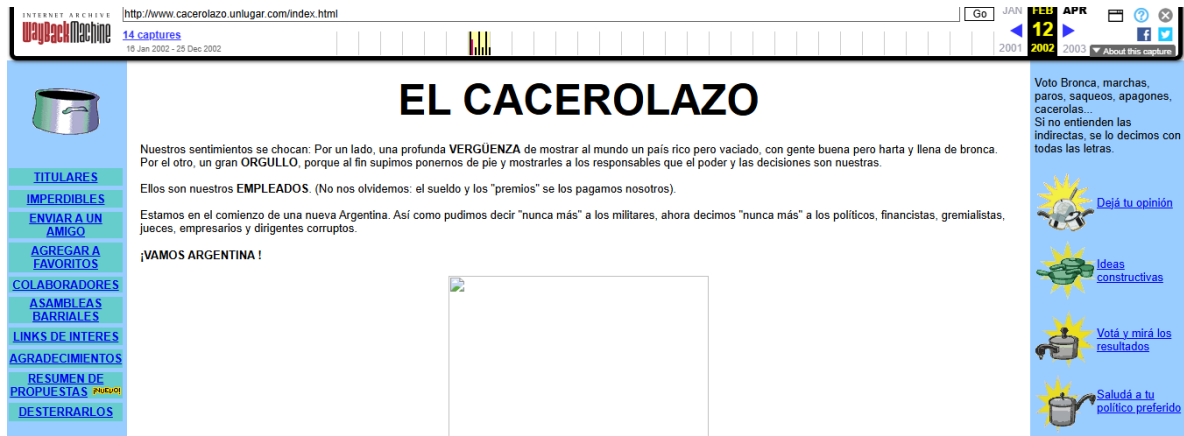 INTERNET ARCHIVE
WayBackMachine
http://www.cacerolazo.unlugar.com/index.html
Go
14 captures
16 Jan 2002 - 25 Dec 2002
JAN FEB APR
12
2001 2002 2003
▼ About this capture
TITULARES
IMPERDIBLES
ENVIAR A UN
AMIGO
AGREGAR A
FAVORITOS
COLABORADORES
ASAMBLEAS
BARRIALES
LINKS DE INTERES
AGRADECIMIENTOS
RESUMEN DE
PROPUESTAS ¡NUEVO!
DESTERRARLOS
EL CACEROLAZO
Nuestros sentimientos se chocan: Por un lado, una profunda VERGÜENZA de mostrar al mundo un país rico pero vaciado, con gente buena pero harta y llena de bronca.
Por el otro, un gran ORGULLO, porque al fin supimos ponernos de pie y mostrarles a los responsables que el poder y las decisiones son nuestras.
Ellos son nuestros EMPLEADOS. (No nos olvidemos: el sueldo y los "premios" se los pagamos nosotros).
Estamos en el comienzo de una nueva Argentina. Así como pudimos decir "nunca más" a los militares, ahora decimos "nunca más" a los políticos, financistas, gremialistas,
jueces, empresarios y dirigentes corruptos.
¡VAMOS ARGENTINA !
Voto Bronca, marchas,
paros, saqueos, apagones,
cacerolas...
Si no entienden las
indirectas, se lo decimos con
todas las letras.
Dejá tu opinión
Ideas
constructivas
Votá y mirá los
resultados
Saludá a tu
político preferido